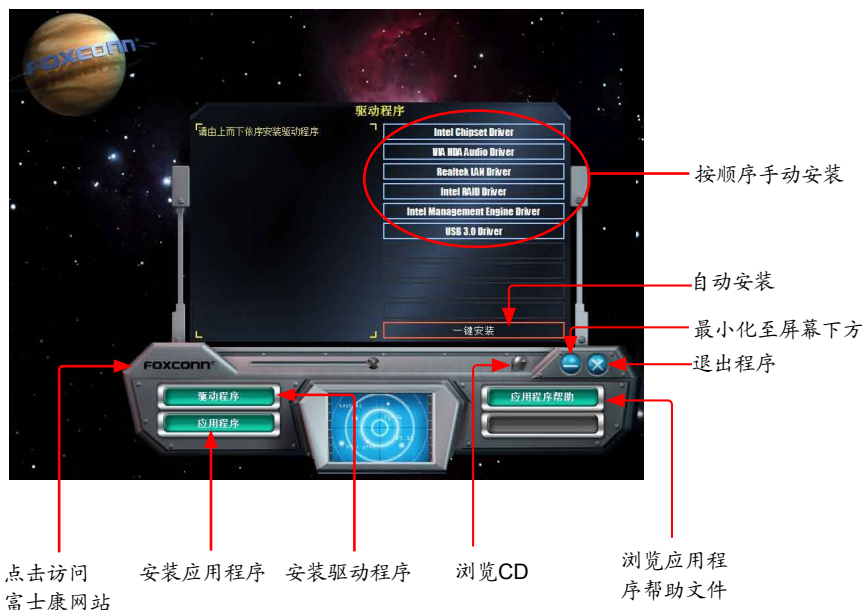 FOXCONN
驱动程序
请由上而下依序安装驱动程序
Intel Chipset Driver
VIA HDA Audio Driver
Realtek LAN Driver
Intel RAID Driver
Intel Management Engine Driver
USB 3.0 Driver
一键安装
按顺序手动安装
自动安装
最小化至屏幕下方
退出程序
FOXCONN
驱动程序
应用程序
应用程序帮助
点击访问
富士康网站
安装应用程序
安装驱动程序
浏览CD
浏览应用程
序帮助文件